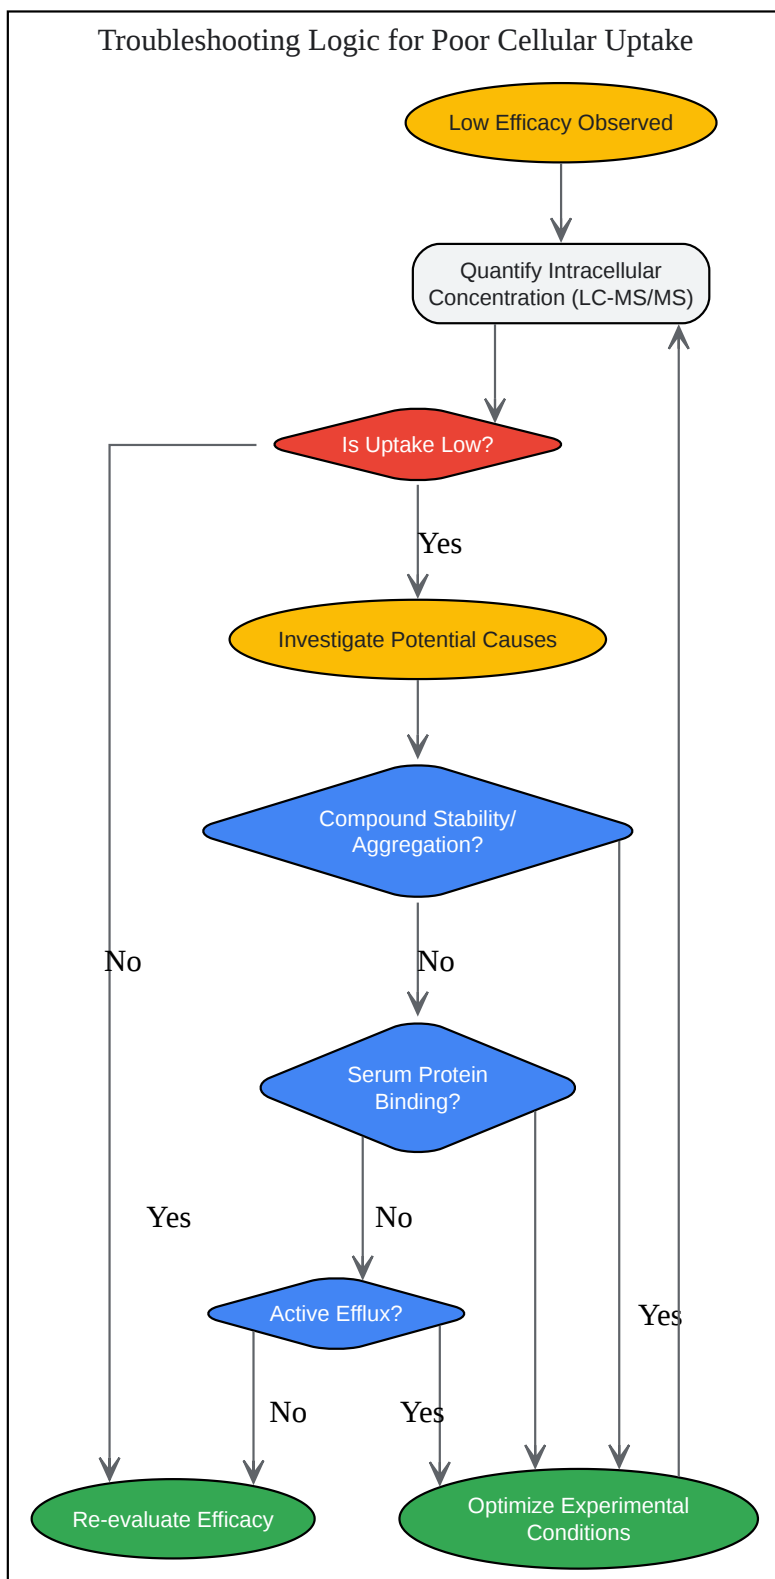 Troubleshooting Logic for Poor Cellular Uptake
Low Efficacy Observed
Quantify Intracellular
Concentration (LC-MS/MS)
Is Uptake Low?
Yes
Investigate Potential Causes
Compound Stability/
Aggregation?
No
No
Serum Protein
Binding?
Yes
No
Active Efflux?
Yes
No
Yes
Re-evaluate Efficacy
Optimize Experimental
Conditions